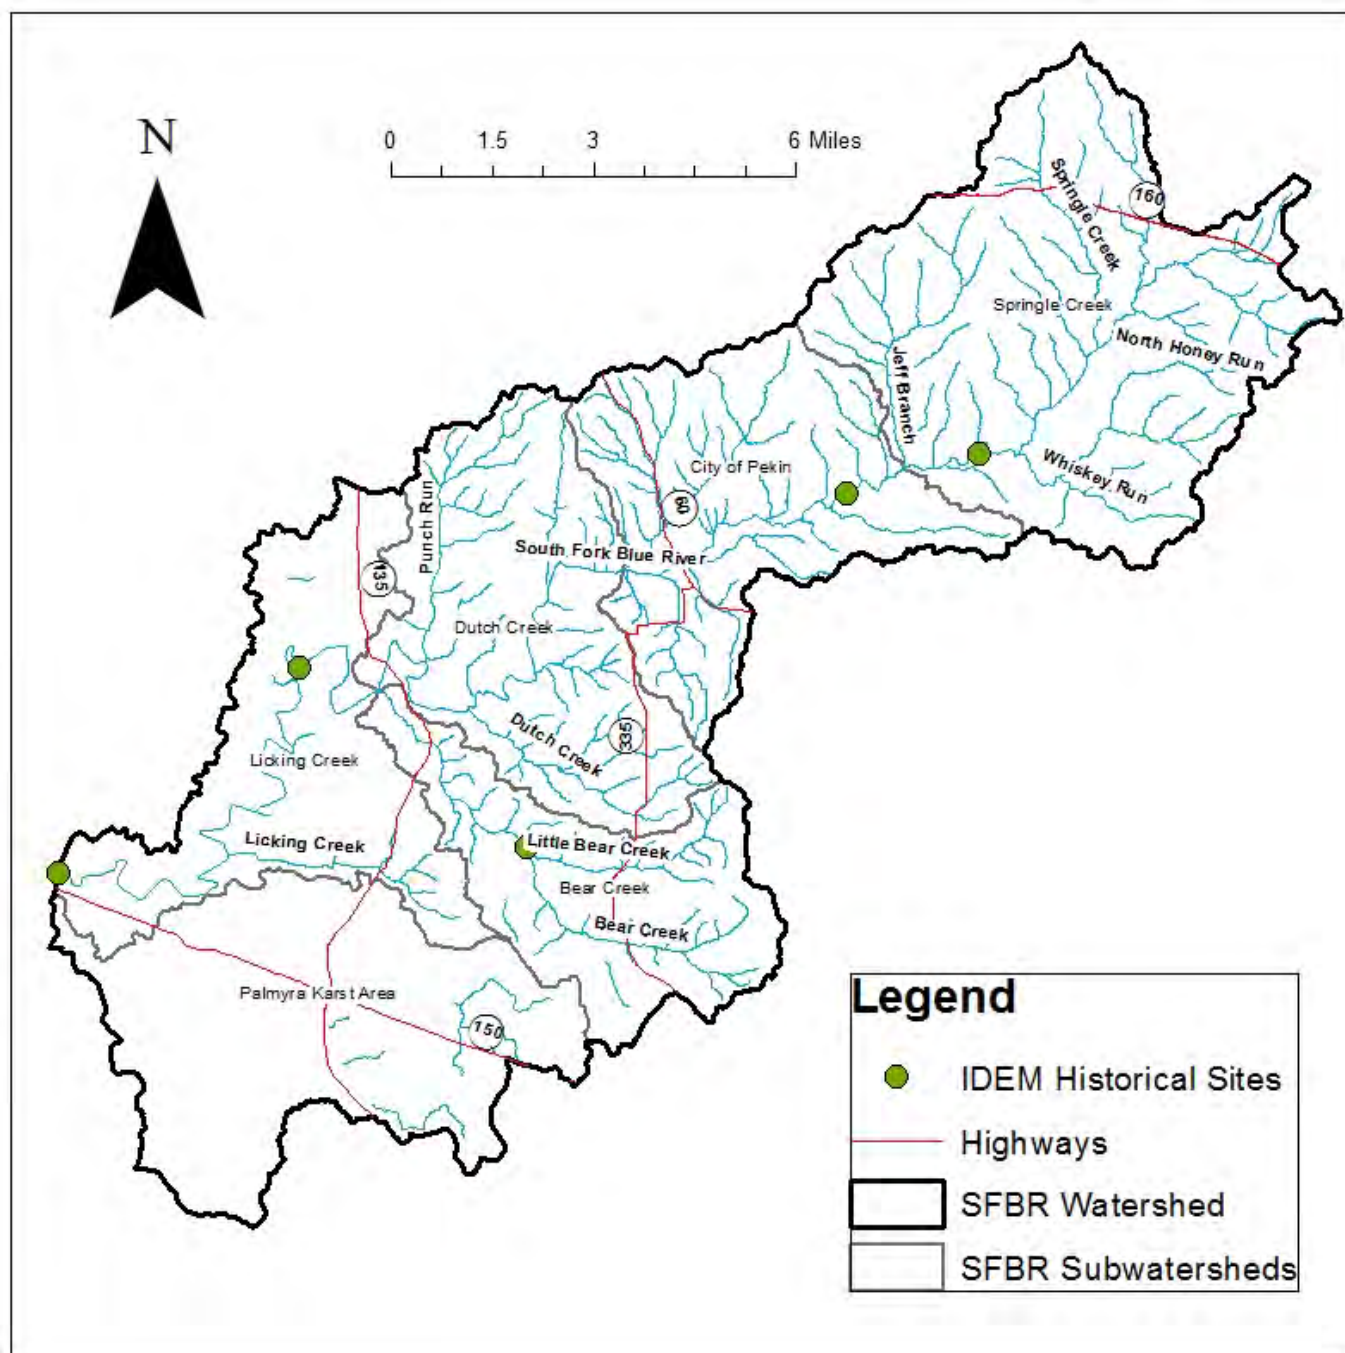 N
0 1.5 3 6 Miles
160
Springle Creek
Springle Creek
North Honey Run
Jeff Branch
City of Pekin
Whiskey Run
60
Punch Run
South Fork Blue River
135
Dutch Creek
Dutch Creek
335
Licking Creek
Licking Creek
Little Bear Creek
Bear Creek
Bear Creek
Palmyra Karst Area
150
Legend
IDEM Historical Sites
Highways
SFBR Watershed
SFBR Subwatersheds